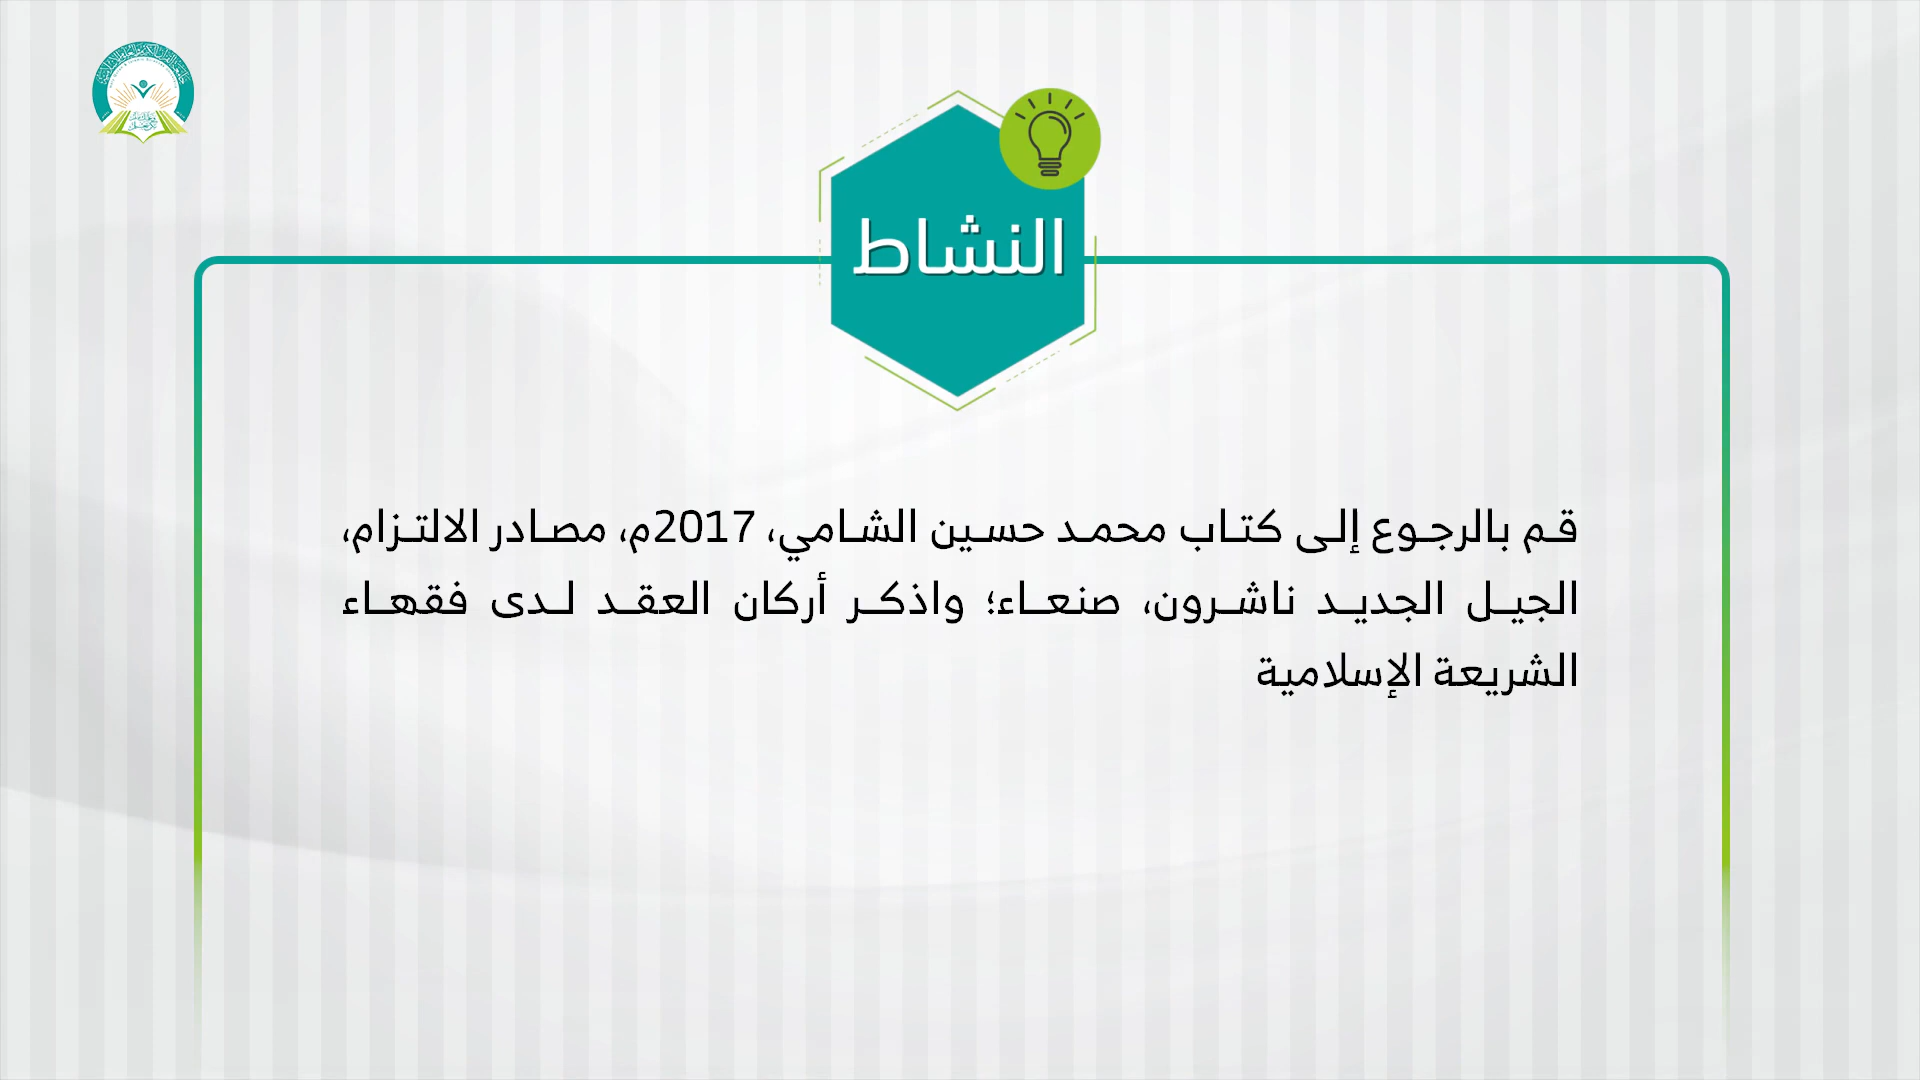 النشاط
قم بالرجوع إلى كتاب محمد حسين الشامي، 2017م، مصادر الالتزام،
الجيل الجديد ناشرون، صنعاء؛ واذكر أركان العقد لدى فقهاء
الشريعة الإسلامية